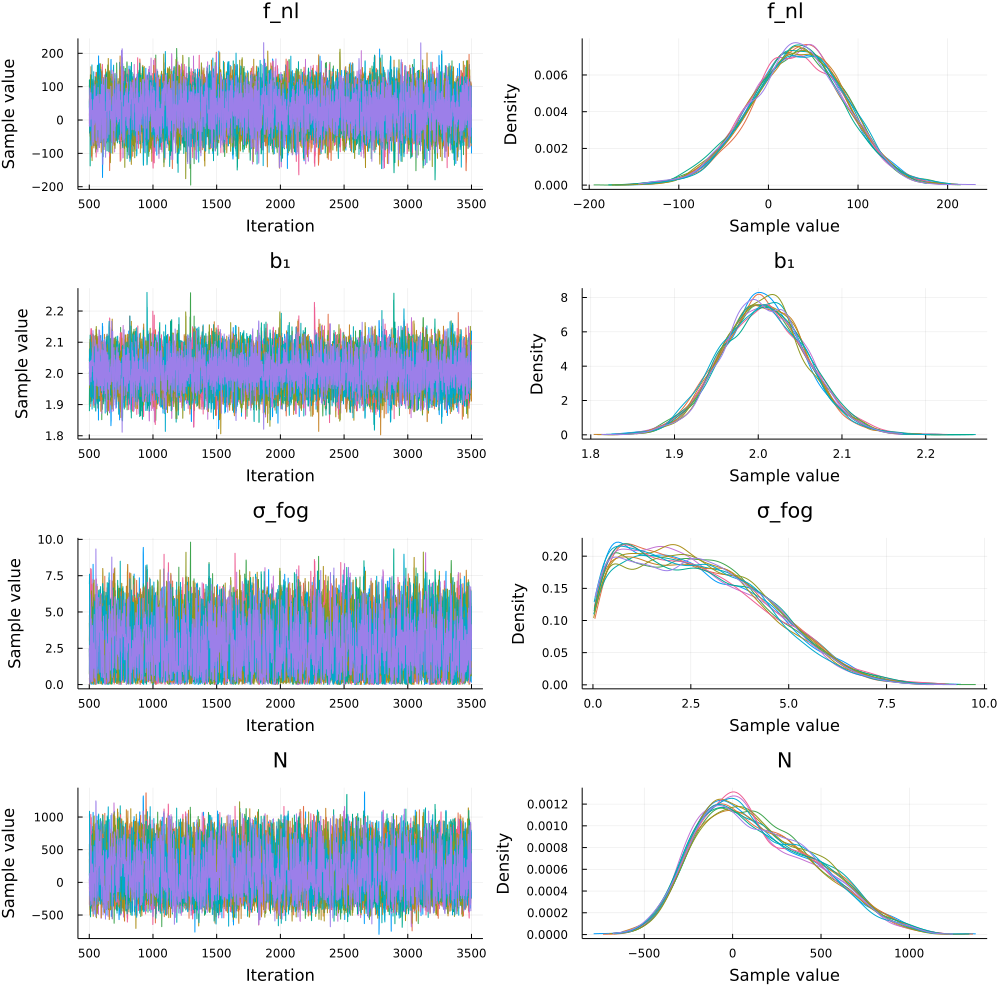 f_nl
f_nl
Sample value
200
100
0
−100
−200
500 1000 1500 2000 2500 3000 3500
Iteration
Density
0.006
0.004
0.002
0.000
−200 −100 0 100 200
Sample value
b₁
b₁
Sample value
2.2
2.1
2.0
1.9
1.8
500 1000 1500 2000 2500 3000 3500
Iteration
Density
8
6
4
2
0
1.8 1.9 2.0 2.1 2.2
Sample value
σ_fog
σ_fog
Sample value
10.0
7.5
5.0
2.5
0.0
500 1000 1500 2000 2500 3000 3500
Iteration
Density
0.20
0.15
0.10
0.05
0.00
0.0 2.5 5.0 7.5 10.0
Sample value
N
N
Sample value
1000
500
0
−500
500 1000 1500 2000 2500 3000 3500
Iteration
Density
0.0012
0.0010
0.0008
0.0006
0.0004
0.0002
0.0000
−500 0 500 1000
Sample value